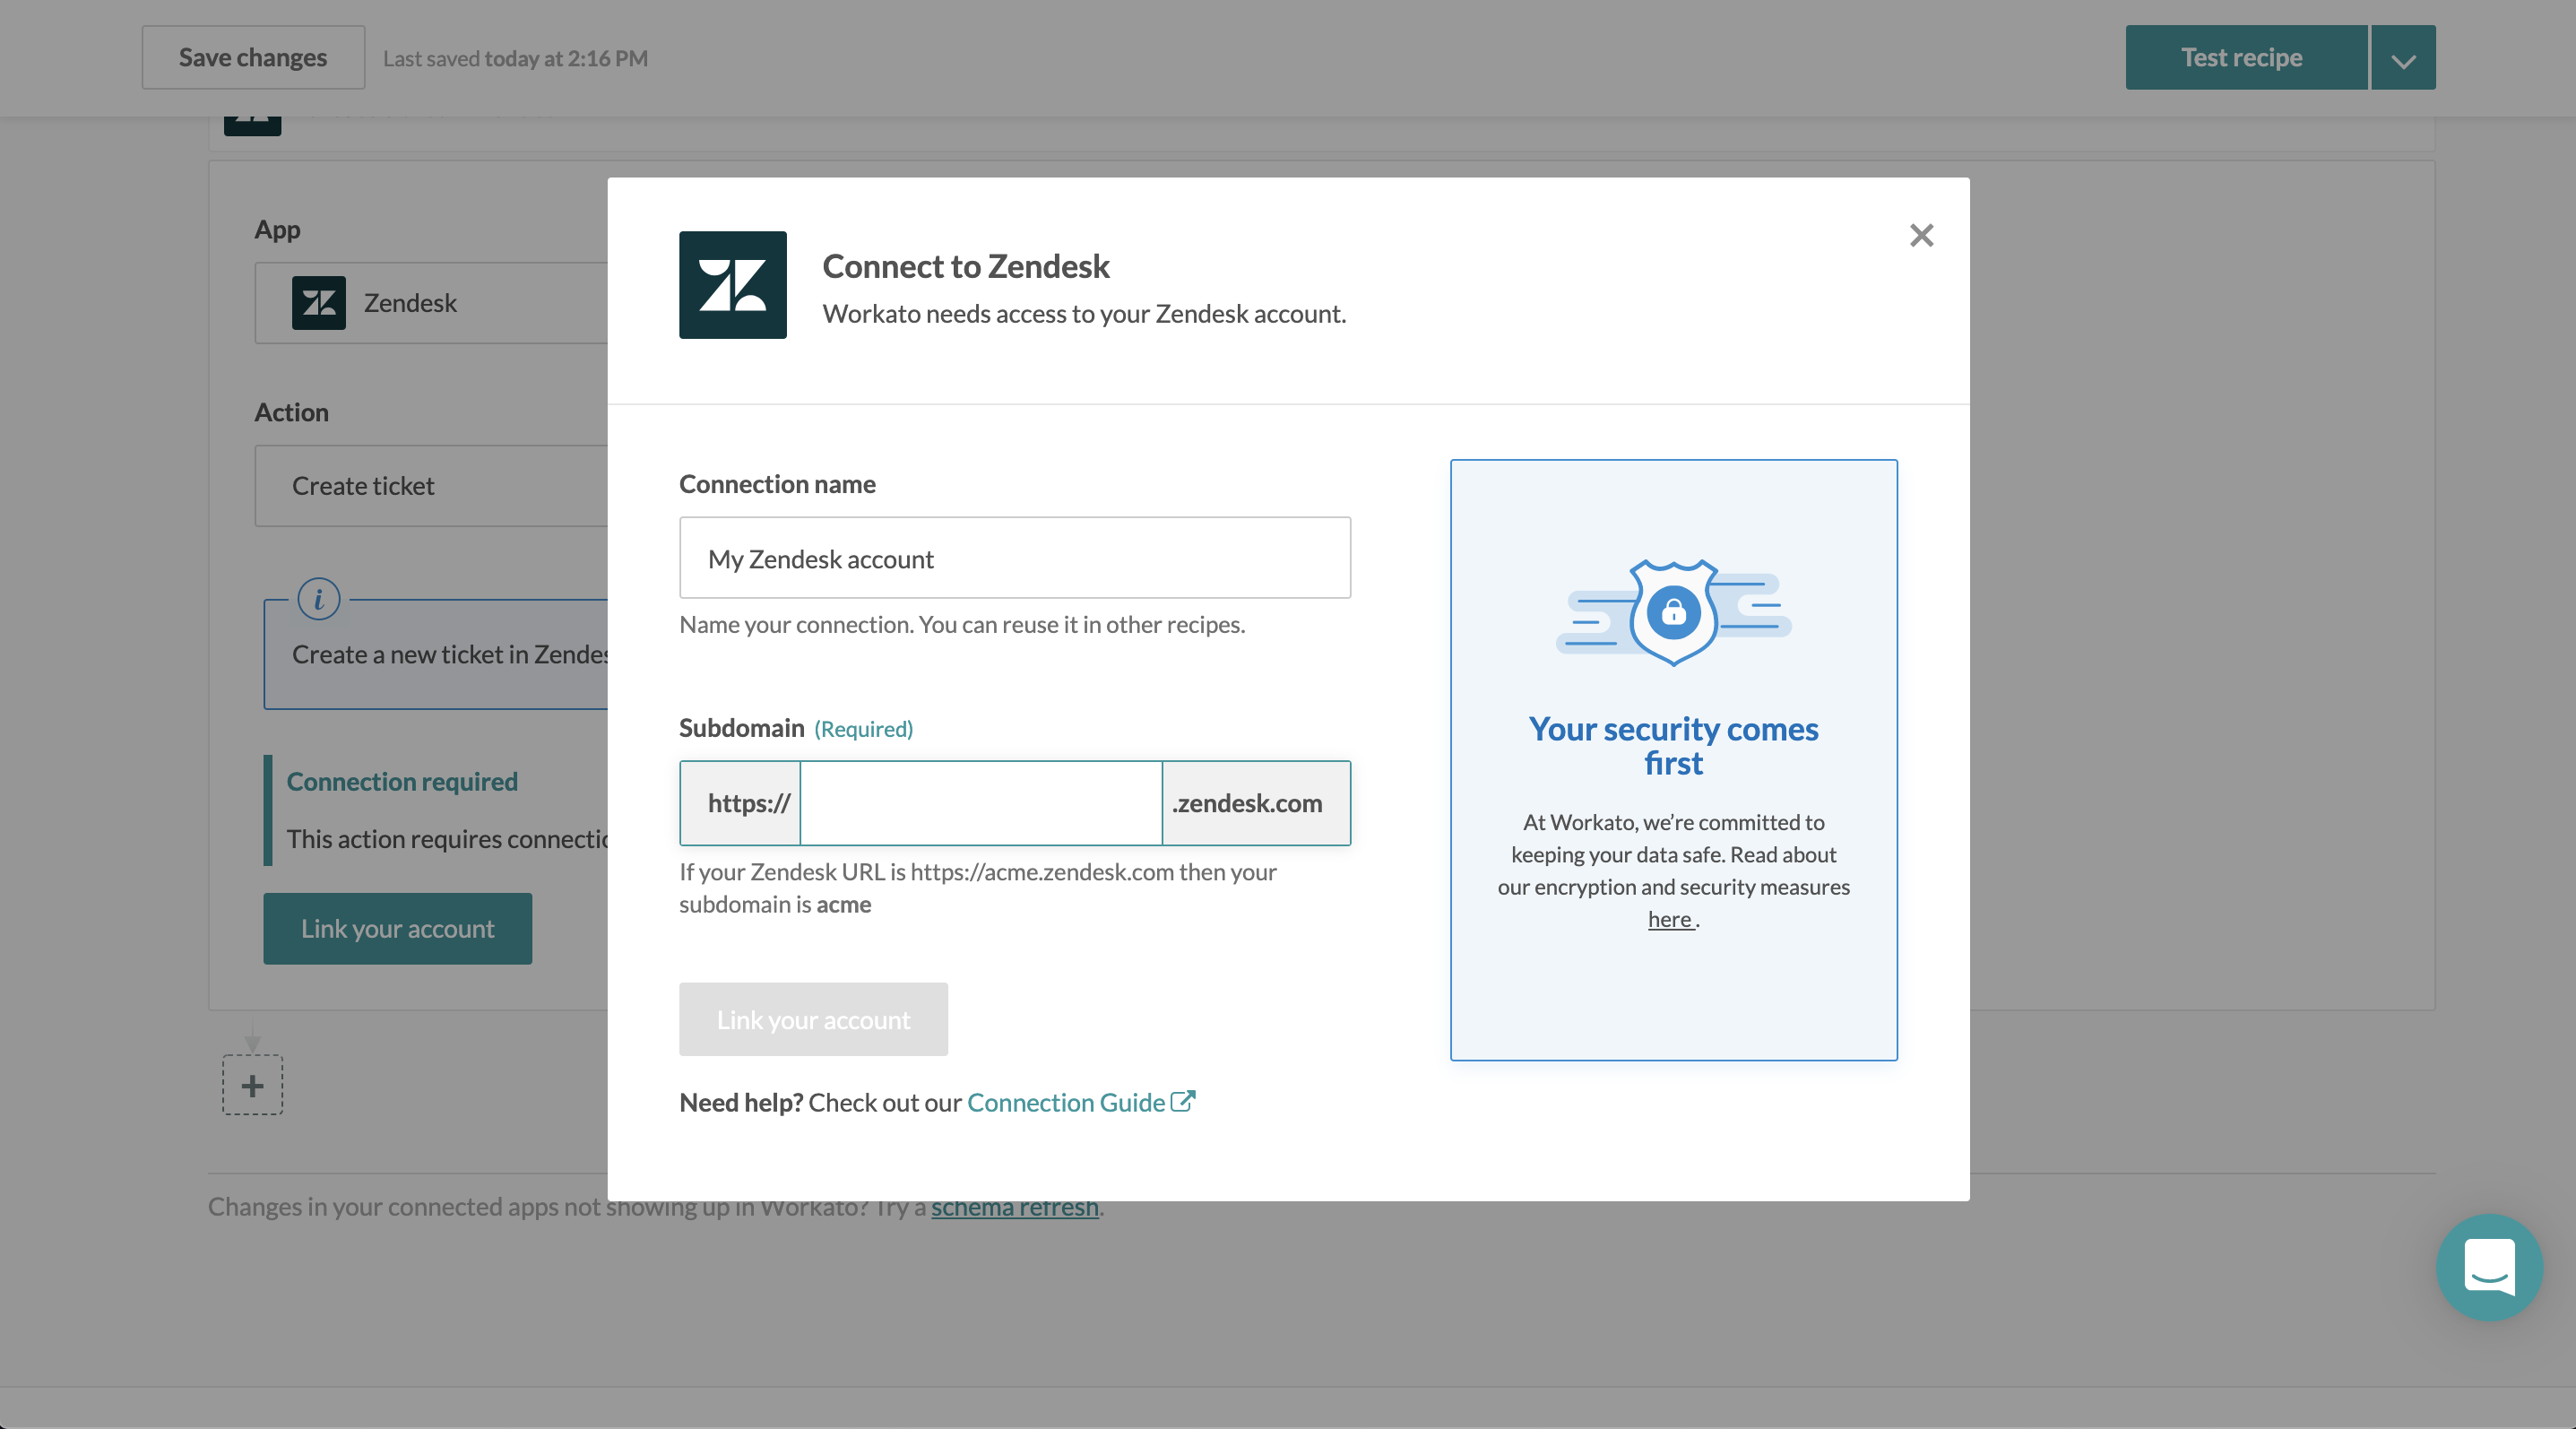 Save changes
Last saved today at 2:16 PM
Test recipe
App
Zendesk
Action
Create ticket
i
Create a new ticket in Zendes
Connection required
This action requires connectio
Link your account
+
Changes in your connected apps not showing up in Workato? Try a schema refresh.
Connect to Zendesk
Workato needs access to your Zendesk account.
Connection name
My Zendesk account
Name your connection. You can reuse it in other recipes.
Subdomain (Required)
https://
.zendesk.com
If your Zendesk URL is https://acme.zendesk.com then your
subdomain is acme
Link your account
Need help? Check out our Connection Guide
Your security comes
first
At Workato, we’re committed to
keeping your data safe. Read about
our encryption and security measures
here .